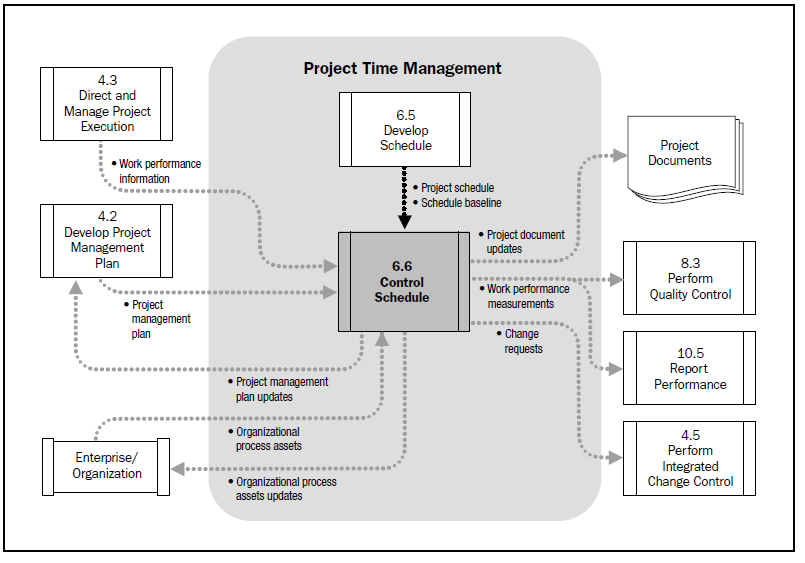 Project Time Management
4.3
Direct and
Manage Project
Execution
• Work performance
information
6.5
Develop
Schedule
• Project schedule
• Schedule baseline
Project
Documents
4.2
Develop Project
Management
Plan
• Project
management
plan
6.6
Control
Schedule
• Project document
updates
• Work performance
measurements
• Change
requests
8.3
Perform
Quality Control
10.5
Report
Performance
4.5
Perform
Integrated
Change Control
• Project management
plan updates
• Organizational
process assets
Enterprise/
Organization
• Organizational process
assets updates